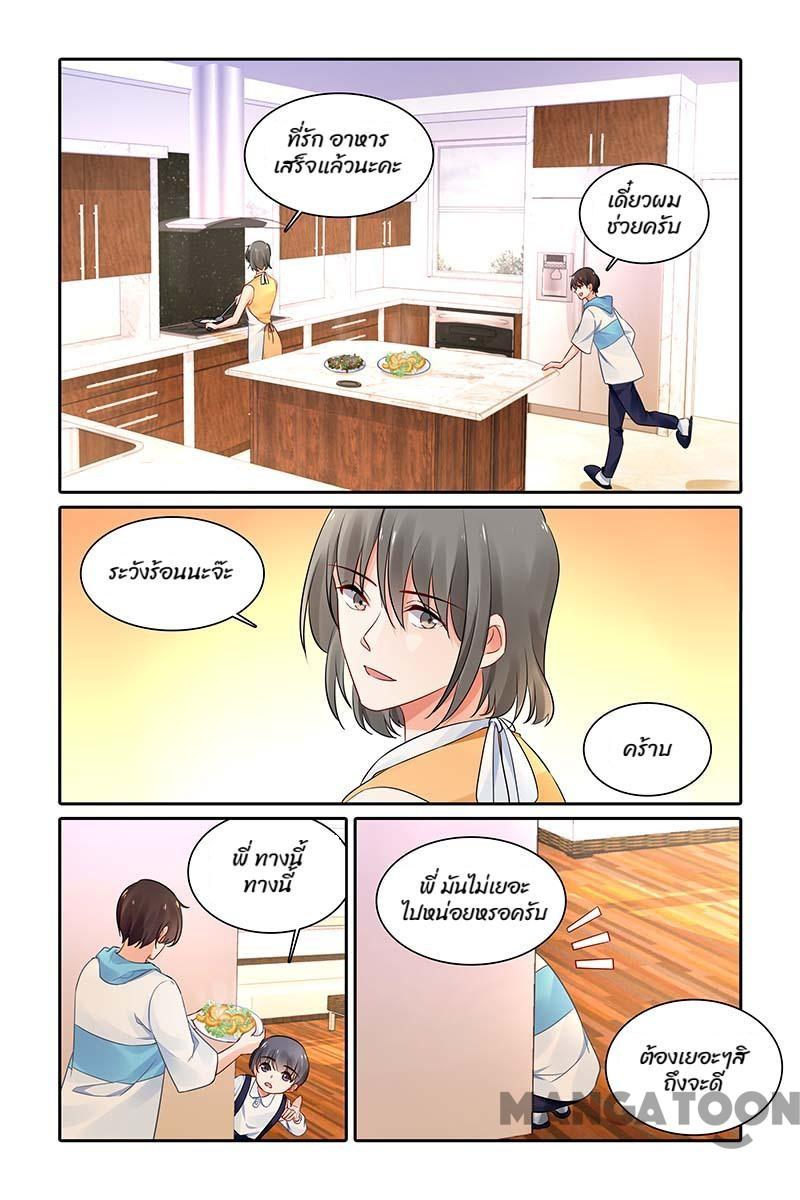 ที่รัก อาหาร
เสร็จแล้วนะคะ
เดี๋ยวผม
ช่วยครับ
ระวังร้อนนะจ๊ะ
คร้าบ
พี่ ทางนี้
ทางนี้
พี่ มันไม่เยอะ
ไปหน่อยหรอครับ
ต้องเยอะๆสิ
ถึงจะดี
MANGATOON